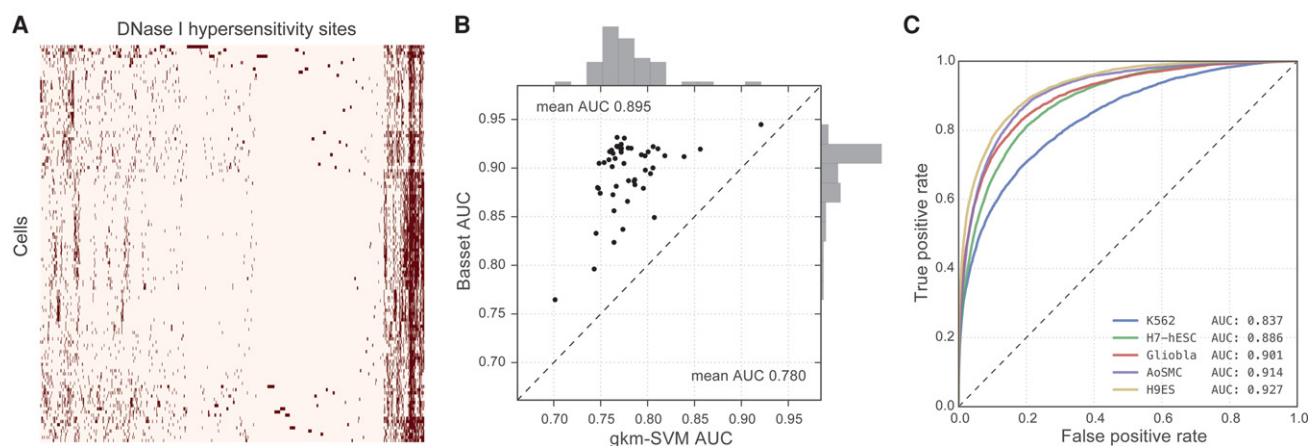 A
DNase I hypersensitivity sites
Cells
B
mean AUC 0.895
0.95
0.90
0.85
0.80
0.75
0.70
Basset AUC
mean AUC 0.780
0.70 0.75 0.80 0.85 0.90 0.95
gkm-SVM AUC
C
1.0
0.8
0.6
0.4
0.2
0.0
True positive rate
K562 AUC: 0.837
H7-hESC AUC: 0.886
Gliobla AUC: 0.901
AoSMC AUC: 0.914
H9ES AUC: 0.927
0.0 0.2 0.4 0.6 0.8 1.0
False positive rate